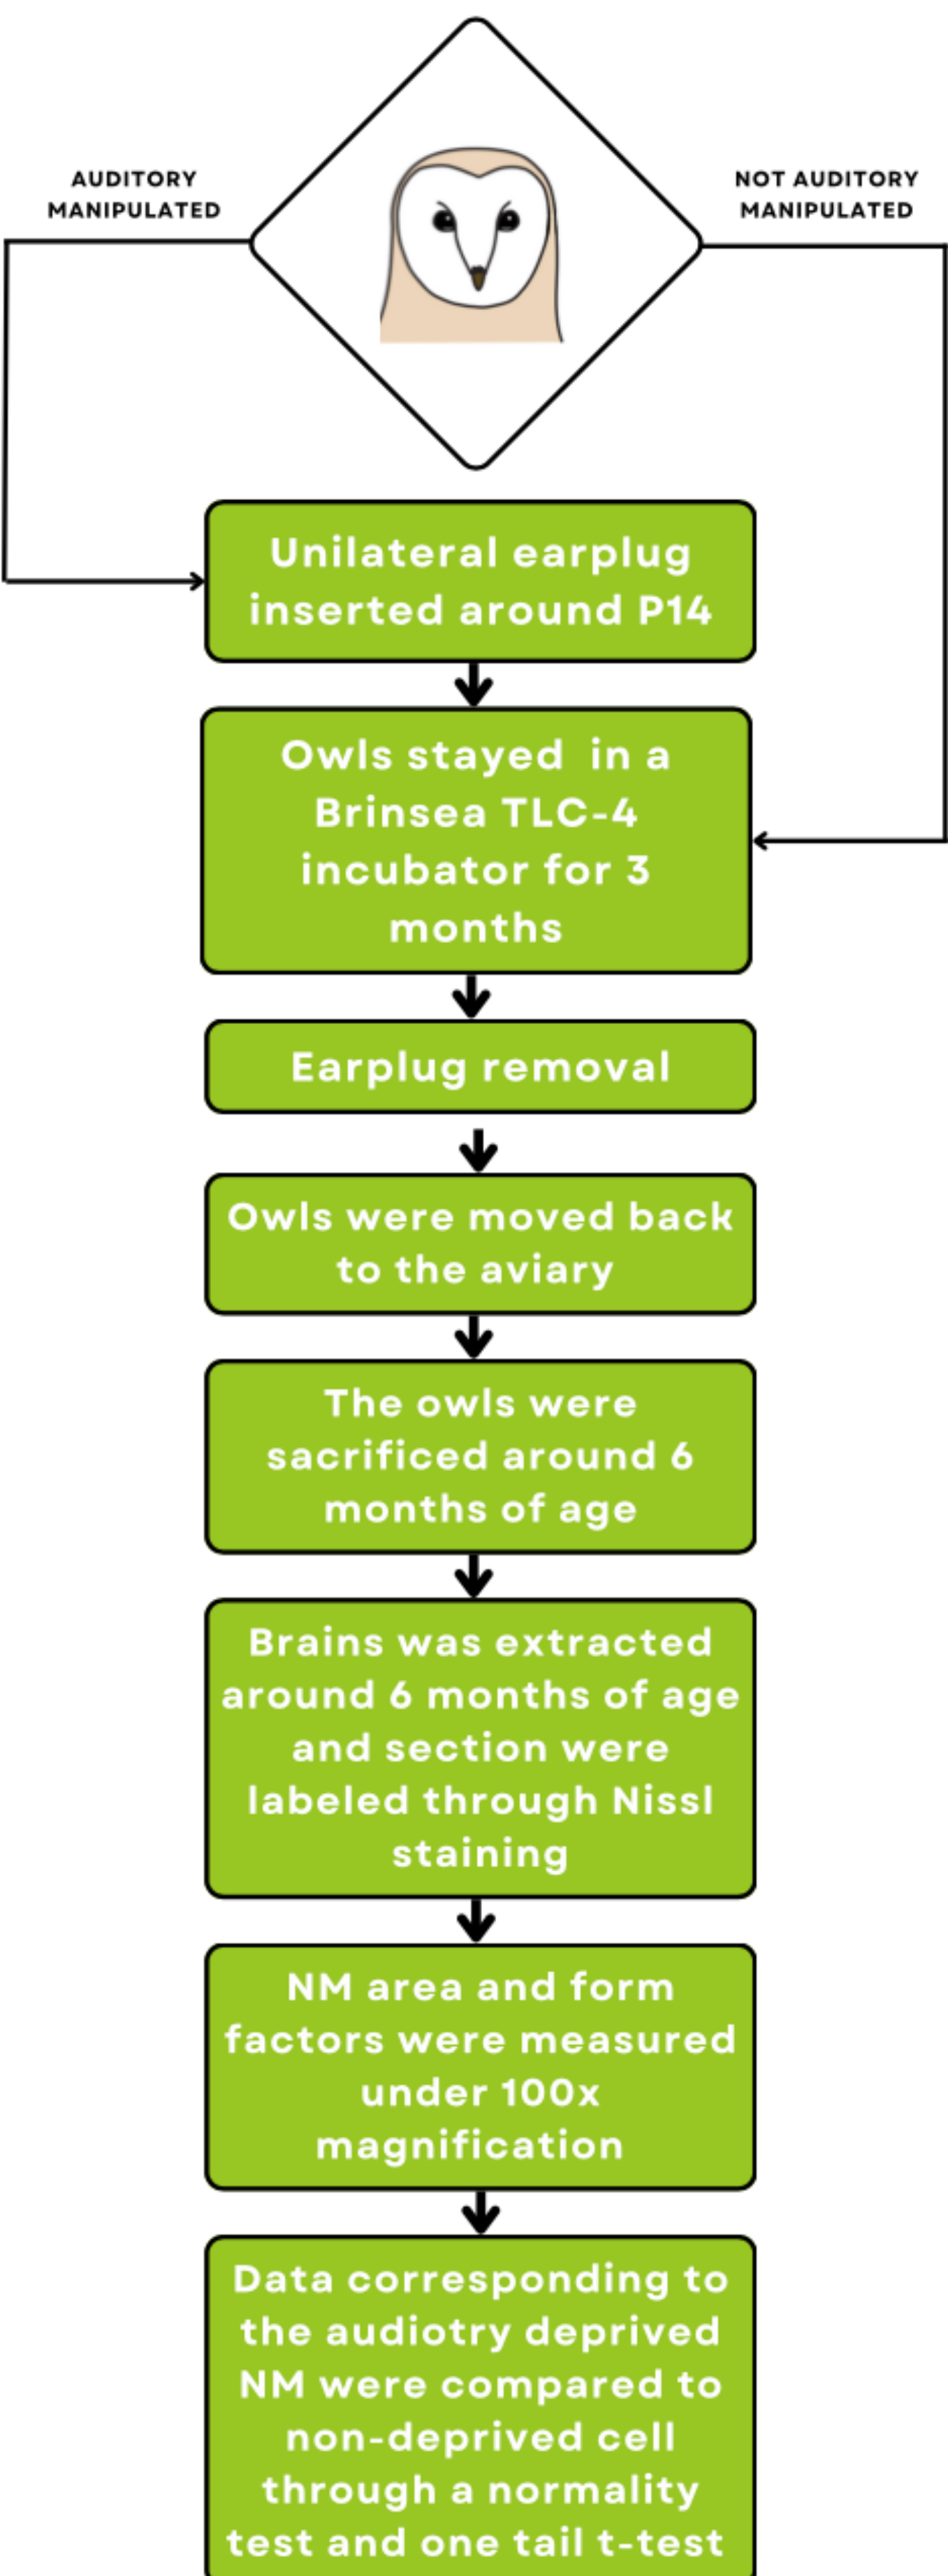 AUDITORY
MANIPULATED
NOT AUDITORY
MANIPULATED
Unilateral earplug
inserted around P14
Owls stayed in a
Brinsea TLC-4
incubator for 3
months
Earplug removal
Owls were moved back
to the aviary
The owls were
sacrificed around 6
months of age
Brains was extracted
around 6 months of age
and section were
labeled through Nissl
staining
NM area and form
factors were measured
under 100x
magnification
Data corresponding to
the audiotry deprived
NM were compared to
non-deprived cell
through a normality
test and one tail t-test